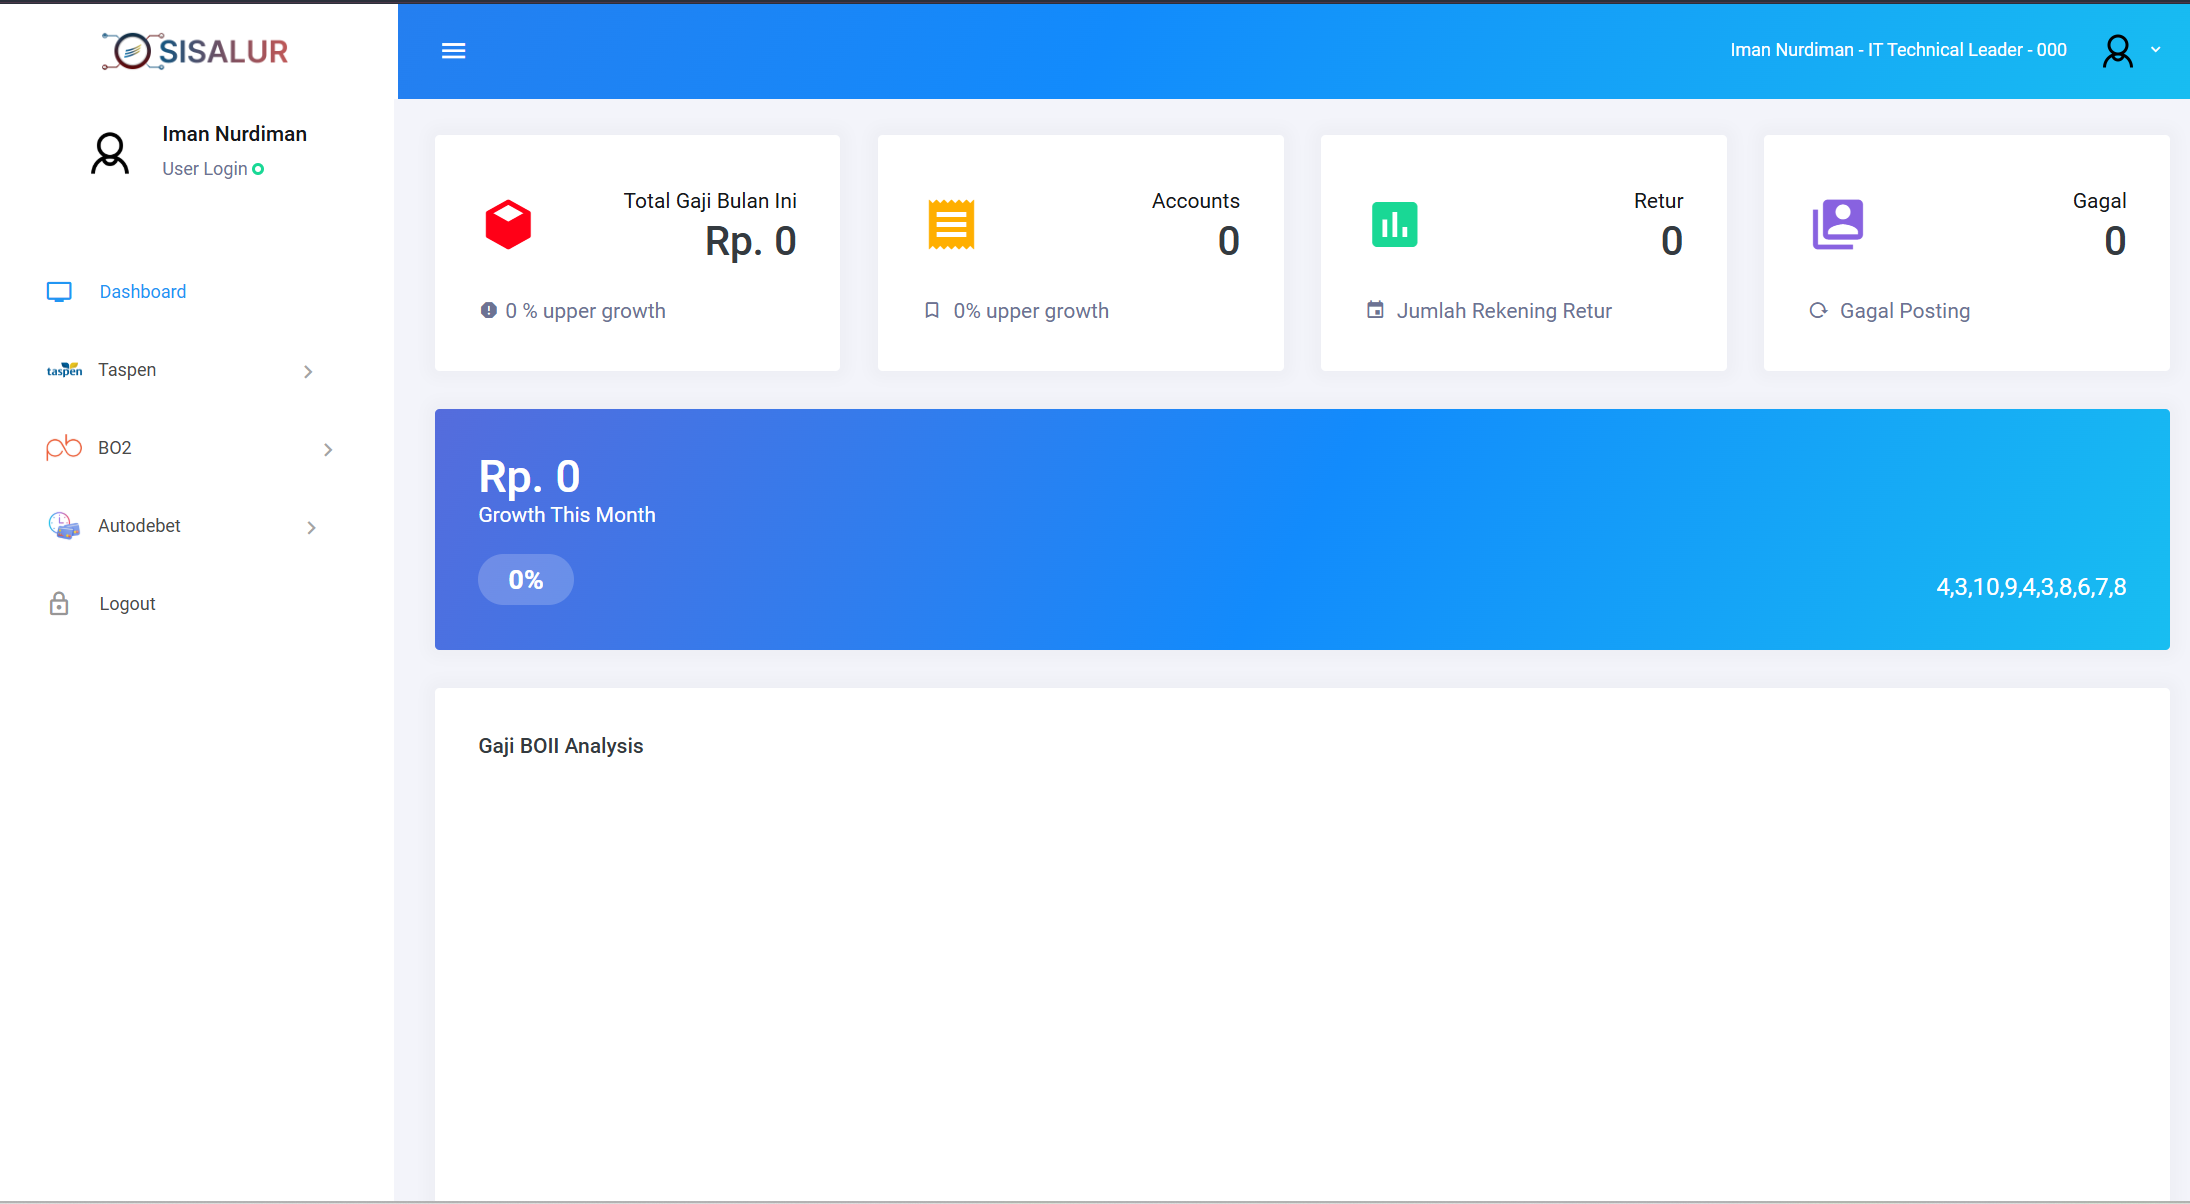 SISALUR
Iman Nurdiman - IT Technical Leader - 000
Iman Nurdiman
User Login
Dashboard
taspen Taspen
BO2
Autodebet
Logout
Total Gaji Bulan Ini
Rp. 0
0 % upper growth
Accounts
0
0% upper growth
Retur
0
Jumlah Rekening Retur
Gagal
0
Gagal Posting
Rp. 0
Growth This Month
0%
4,3,10,9,4,3,8,6,7,8
Gaji BOII Analysis